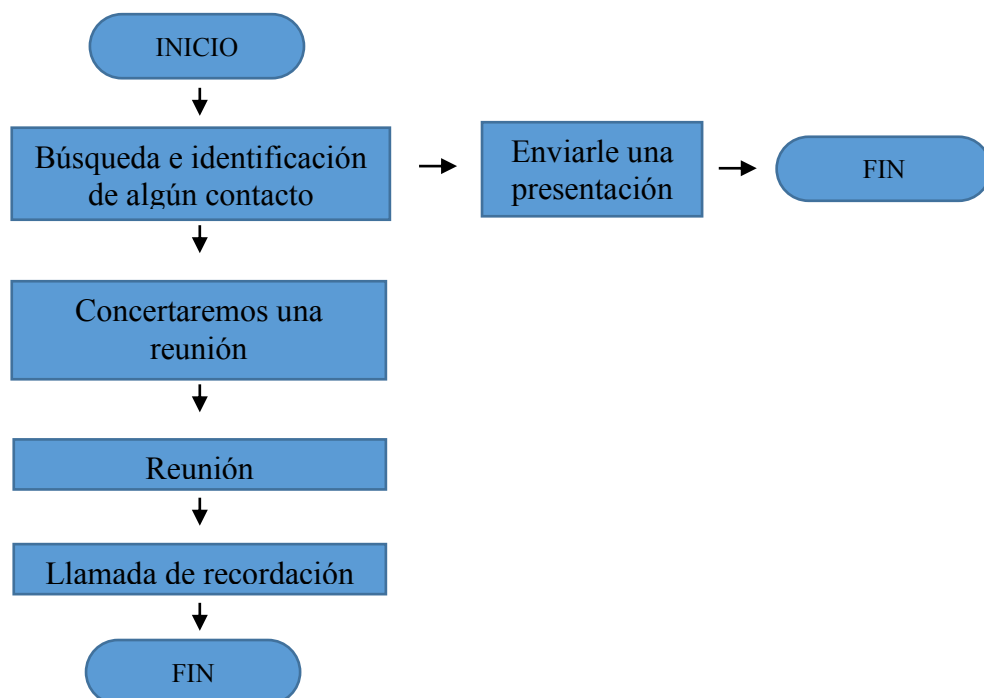 INICIO
Búsqueda e identificación
de algún contacto
Enviarle una
presentación
FIN
Concertaremos una
reunión
Reunión
Llamada de recordación
FIN